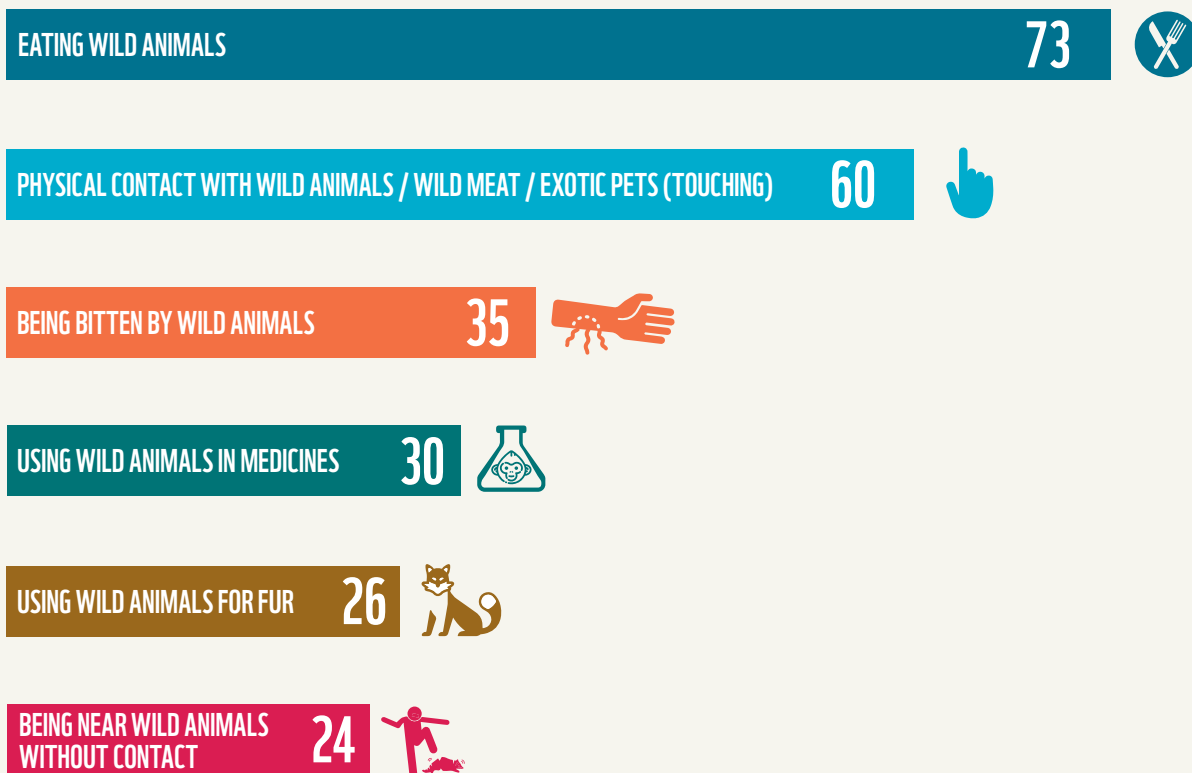 EATING WILD ANIMALS 73
PHYSICAL CONTACT WITH WILD ANIMALS / WILD MEAT / EXOTIC PETS (TOUCHING) 60
BEING BITTEN BY WILD ANIMALS 35
USING WILD ANIMALS IN MEDICINES 30
USING WILD ANIMALS FOR FUR 26
BEING NEAR WILD ANIMALS
WITHOUT CONTACT 24